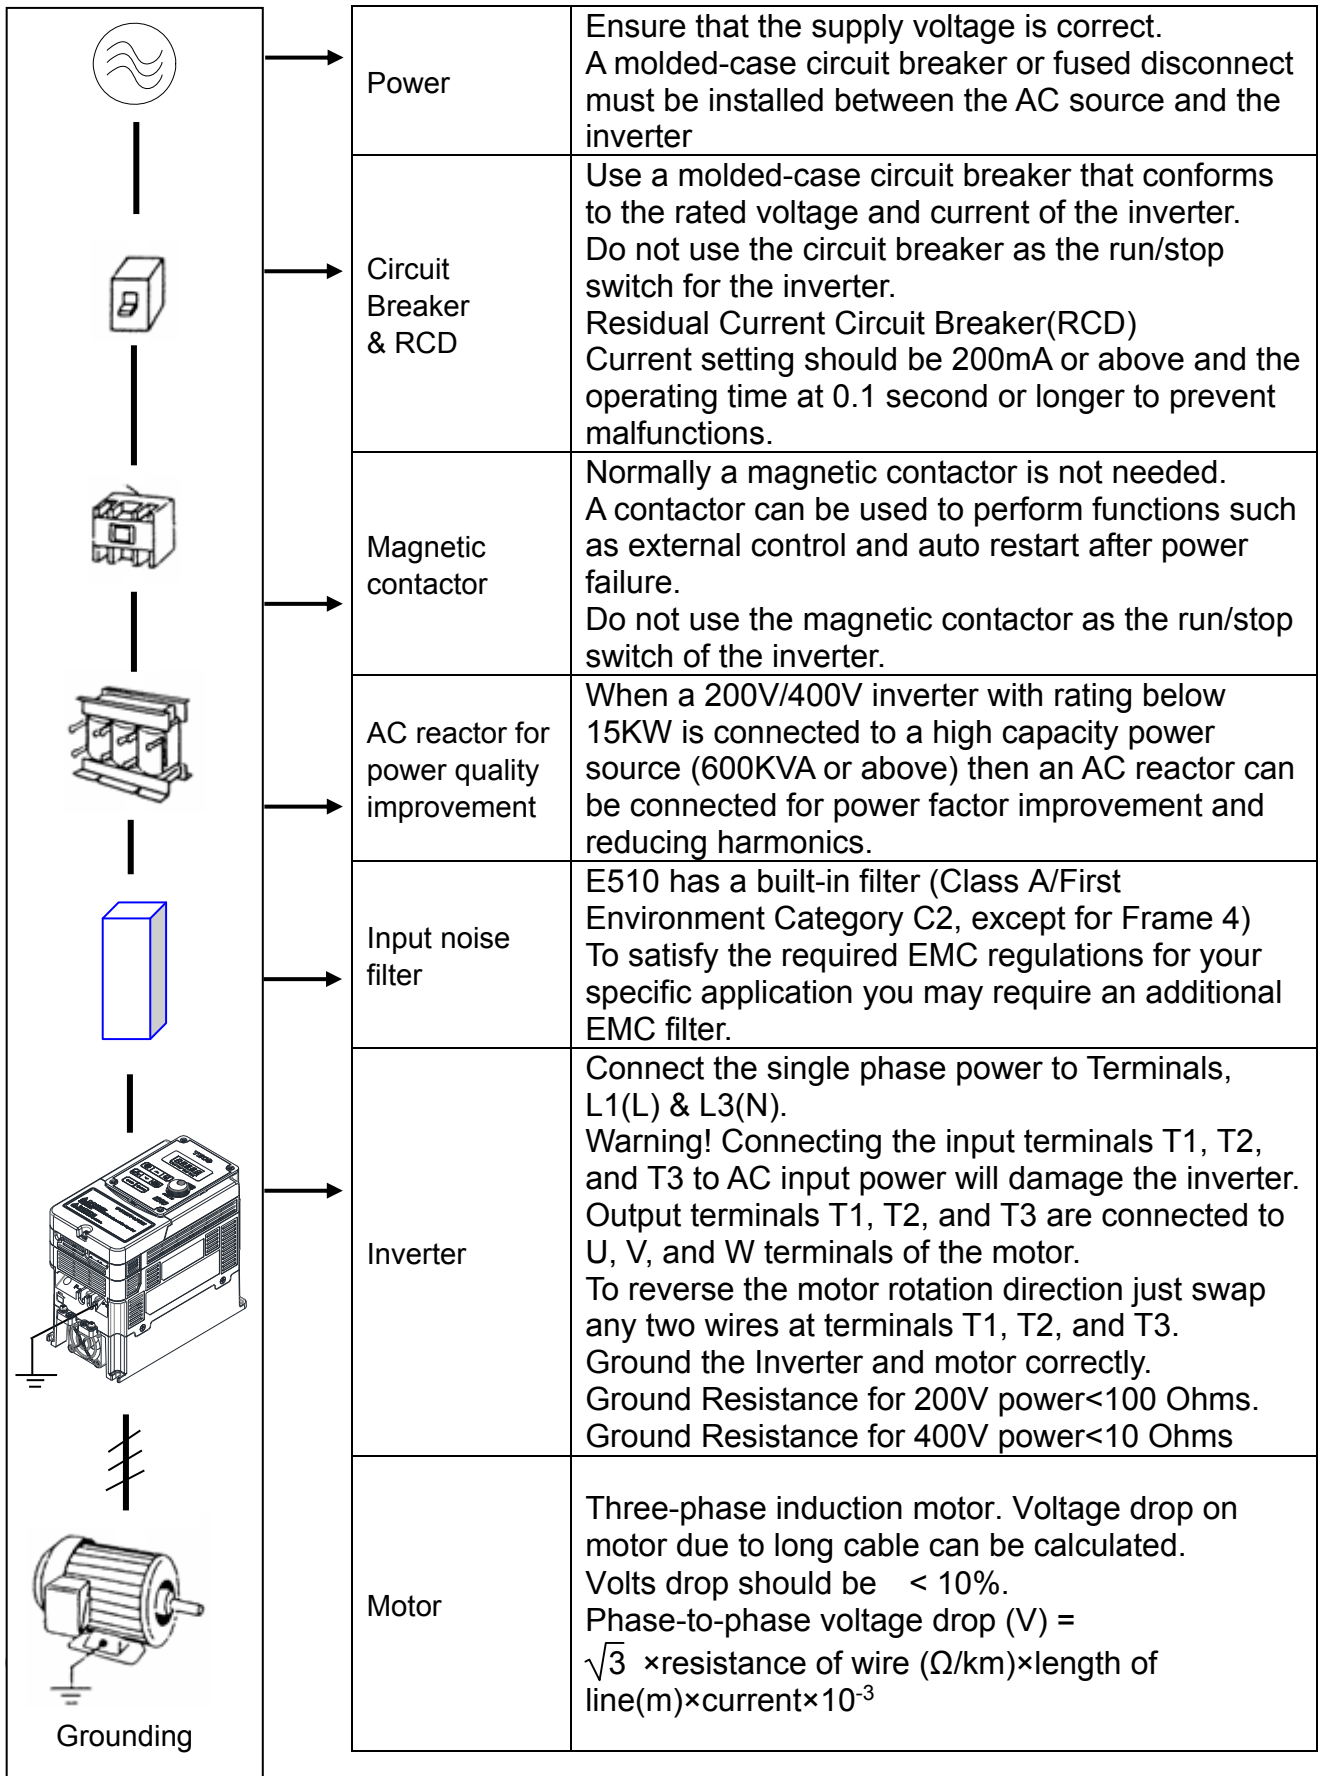 Power
Ensure that the supply voltage is correct.
A molded-case circuit breaker or fused disconnect
must be installed between the AC source and the
inverter
Circuit
Breaker
& RCD
Use a molded-case circuit breaker that conforms
to the rated voltage and current of the inverter.
Do not use the circuit breaker as the run/stop
switch for the inverter.
Residual Current Circuit Breaker(RCD)
Current setting should be 200mA or above and the
operating time at 0.1 second or longer to prevent
malfunctions.
Magnetic
contactor
Normally a magnetic contactor is not needed.
A contactor can be used to perform functions such
as external control and auto restart after power
failure.
Do not use the magnetic contactor as the run/stop
switch of the inverter.
AC reactor for
power quality
improvement
When a 200V/400V inverter with rating below
15KW is connected to a high capacity power
source (600KVA or above) then an AC reactor can
be connected for power factor improvement and
reducing harmonics.
Input noise
filter
E510 has a built-in filter (Class A/First
Environment Category C2, except for Frame 4)
To satisfy the required EMC regulations for your
specific application you may require an additional
EMC filter.
Inverter
Connect the single phase power to Terminals,
L1(L) & L3(N).
Warning! Connecting the input terminals T1, T2,
and T3 to AC input power will damage the inverter.
Output terminals T1, T2, and T3 are connected to
U, V, and W terminals of the motor.
To reverse the motor rotation direction just swap
any two wires at terminals T1, T2, and T3.
Ground the Inverter and motor correctly.
Ground Resistance for 200V power<100 Ohms.
Ground Resistance for 400V power<10 Ohms
Motor
Three-phase induction motor. Voltage drop on
motor due to long cable can be calculated.
Volts drop should be < 10%.
Phase-to-phase voltage drop (V) =
√3 ×resistance of wire (Ω/km)×length of
line(m)×current×10⁻³
Grounding